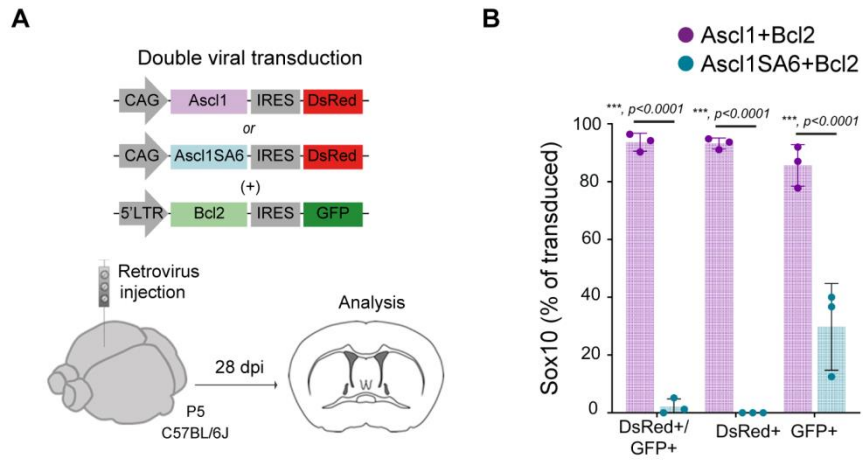 A
Double viral transduction
CAG Ascl1 IRES DsRed
or
CAG Ascl1SA6 IRES DsRed
(+)
5'LTR Bcl2 IRES GFP
Retrovirus
injection
Analysis
28 dpi
P5
C57BL/6J
B
Ascl1+Bcl2
Ascl1SA6+Bcl2
***, p<0.0001 ***, p<0.0001 ***, p<0.0001
Sox10 (% of transduced)
100
80
60
40
20
0
DsRed+/
GFP+
DsRed+
GFP+